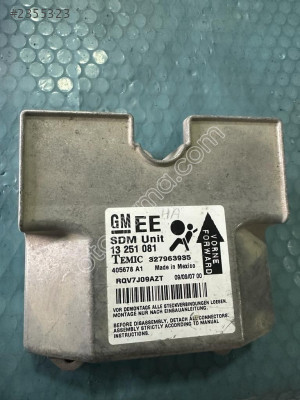 #2855323
GM EE
SDM Unit
13 251 081
TEMIC 327963935
405678 A1 Made in Mexico
RQV7J09AZT 09/08/07 00
VORNE
FORWARD
VOR DEMONTAGE ALLE STECKVERBINDUNGEN LOESEN.
MONTAGE NUR NACH EINBAUANLEITUNG.
BEFORE DISASSEMBLY, DETACH ALL CONNECTORS.
ASSEMBLY STRICTLY ACCORDING TO MANUAL
INSTRUCTIONS.